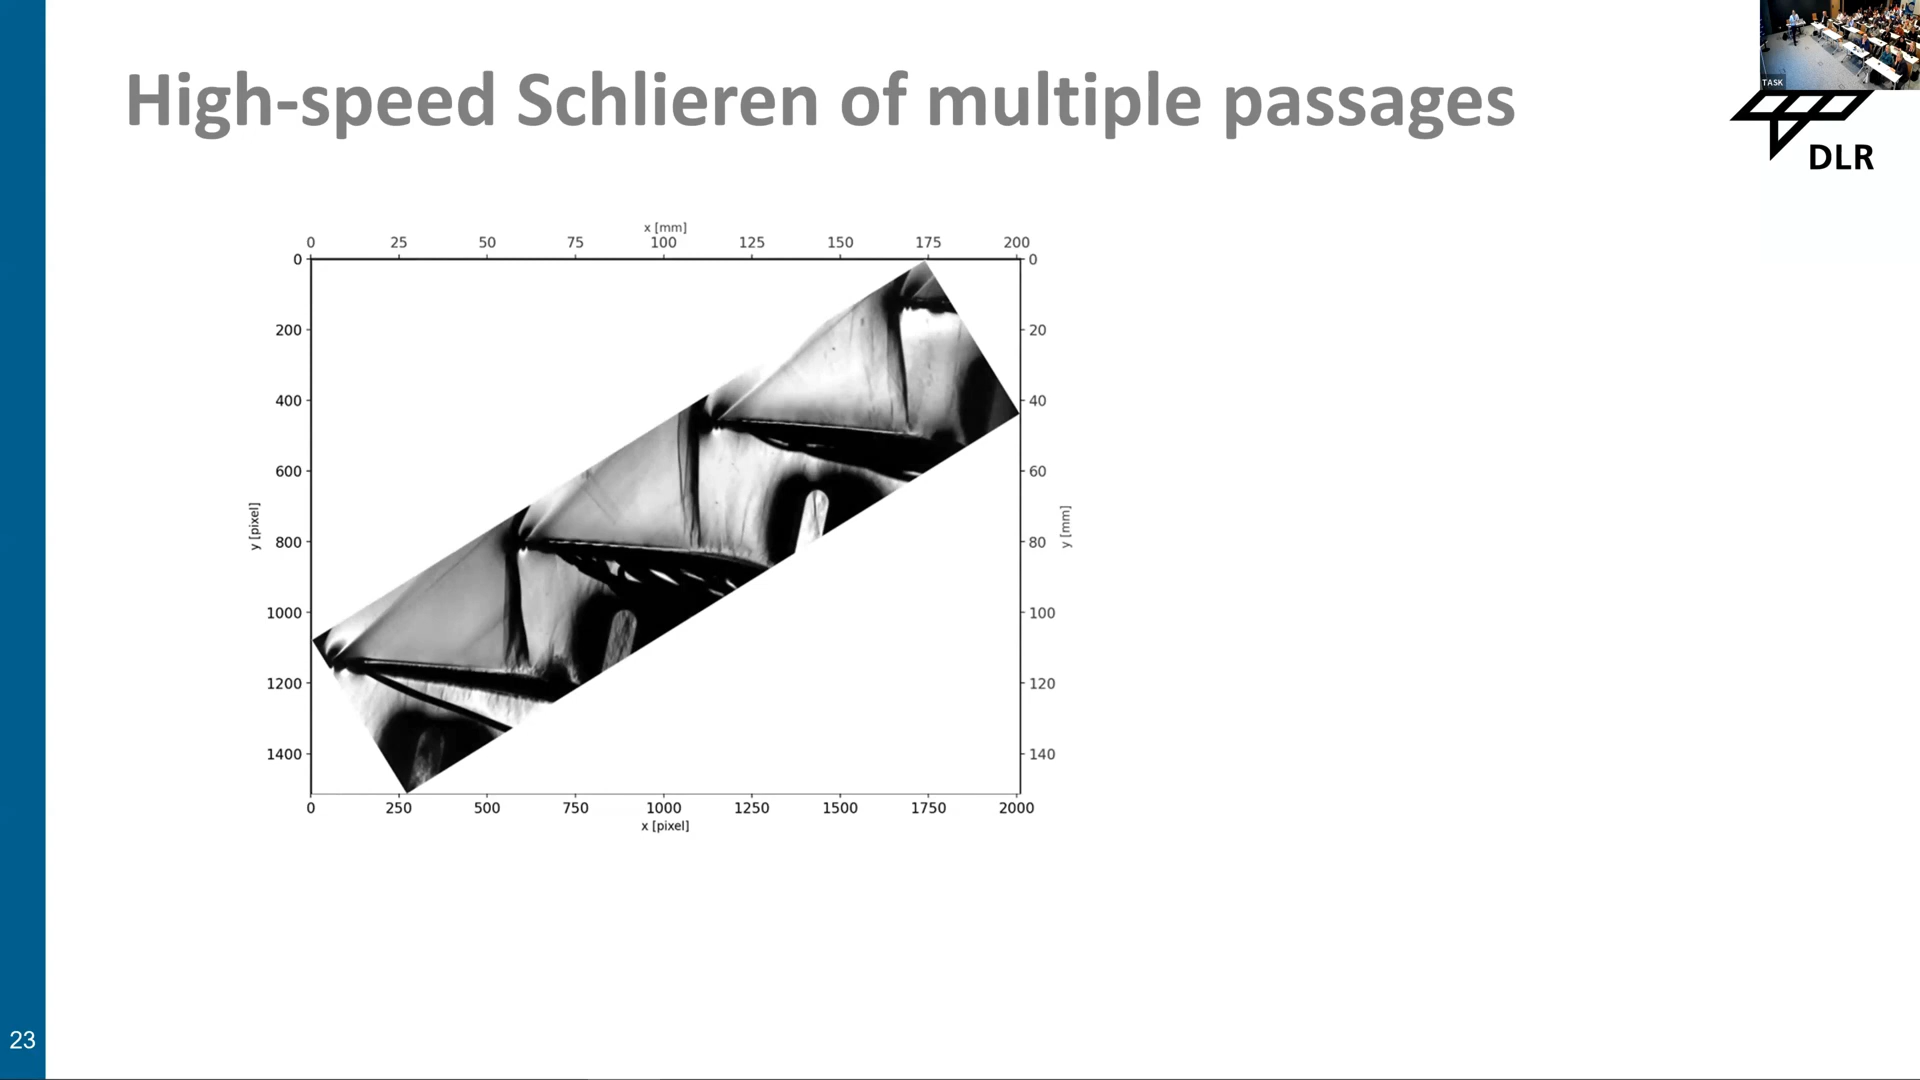 High-speed Schlieren of multiple passages
TASK
DLR
x [mm]
0 25 50 75 100 125 150 175 200
0 0
200 20
400 40
600 60
800 80
1000 100
1200 120
1400 140
y [pixel]
y [mm]
0 250 500 750 1000 1250 1500 1750 2000
x [pixel]
23